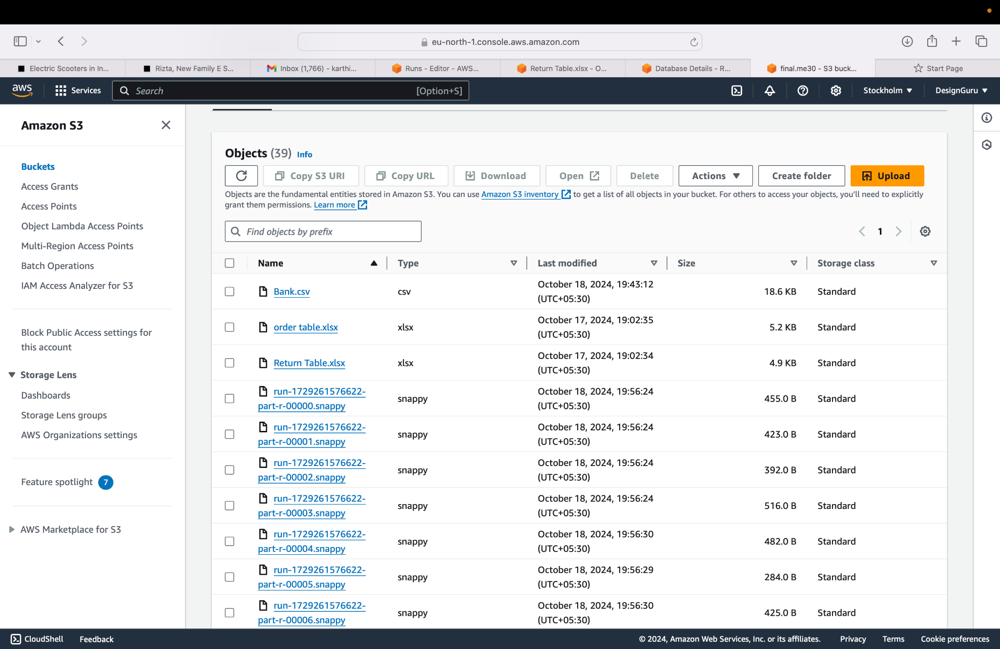 eu-north-1.console.aws.amazon.com
Electric Scooters in In...
Rizta, New Family E S...
Inbox (1,766) - karthi...
Runs - Editor - AWS...
Return Table.xlsx - O...
Database Details - R...
final.me30 - S3 buck...
Start Page
aws
Services
Search
[Option+S]
Stockholm
DesignGuru
Amazon S3
Buckets
Access Grants
Access Points
Object Lambda Access Points
Multi-Region Access Points
Batch Operations
IAM Access Analyzer for S3
Block Public Access settings for
this account
Storage Lens
Dashboards
Storage Lens groups
AWS Organizations settings
Feature spotlight 7
AWS Marketplace for S3
Objects (39) Info
Copy S3 URI
Copy URL
Download
Open
Delete
Actions
Create folder
Upload
Objects are the fundamental entities stored in Amazon S3. You can use Amazon S3 inventory to get a list of all objects in your bucket. For others to access your objects, you'll need to explicitly
grant them permissions. Learn more
Find objects by prefix
1
Name
Type
Last modified
Size
Storage class
Bank.csv
csv
October 18, 2024, 19:43:12
(UTC+05:30)
18.6 KB
Standard
order table.xlsx
xlsx
October 17, 2024, 19:02:35
(UTC+05:30)
5.2 KB
Standard
Return Table.xlsx
xlsx
October 17, 2024, 19:02:34
(UTC+05:30)
4.9 KB
Standard
run-1729261576622-
part-r-00000.snappy
snappy
October 18, 2024, 19:56:24
(UTC+05:30)
455.0 B
Standard
run-1729261576622-
part-r-00001.snappy
snappy
October 18, 2024, 19:56:24
(UTC+05:30)
423.0 B
Standard
run-1729261576622-
part-r-00002.snappy
snappy
October 18, 2024, 19:56:24
(UTC+05:30)
392.0 B
Standard
run-1729261576622-
part-r-00003.snappy
snappy
October 18, 2024, 19:56:24
(UTC+05:30)
516.0 B
Standard
run-1729261576622-
part-r-00004.snappy
snappy
October 18, 2024, 19:56:30
(UTC+05:30)
482.0 B
Standard
run-1729261576622-
part-r-00005.snappy
snappy
October 18, 2024, 19:56:29
(UTC+05:30)
284.0 B
Standard
run-1729261576622-
part-r-00006.snappy
snappy
October 18, 2024, 19:56:30
(UTC+05:30)
425.0 B
Standard
CloudShell
Feedback
© 2024, Amazon Web Services, Inc. or its affiliates.
Privacy
Terms
Cookie preferences